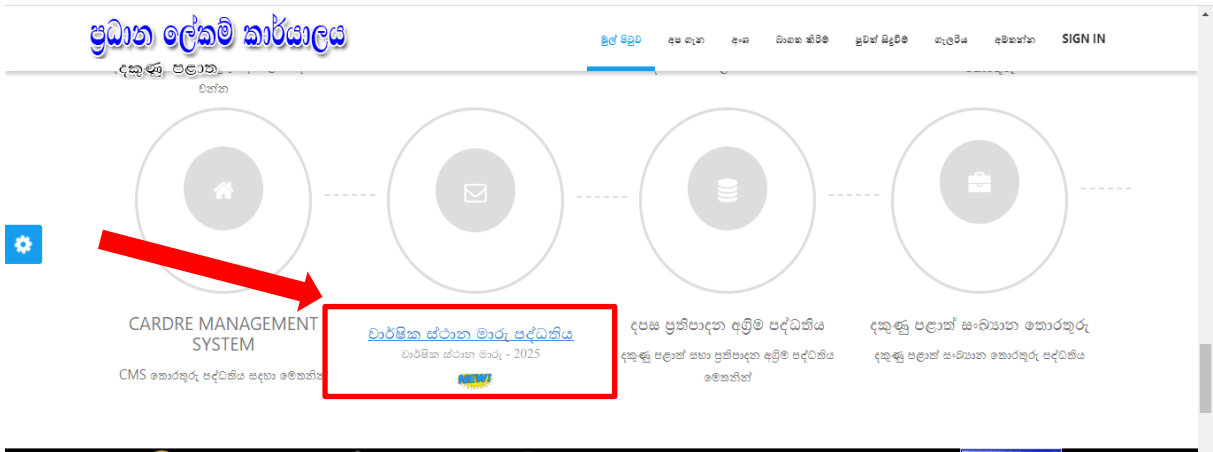 ප්‍රධාන ලේකම් කාර්යාලය
මුල් පිටුව අප ගැන අංශ බාගත කිරීම් පුවත් සිදුවීම් ගැලරිය අමතන්න SIGN IN
දකුණු පළාත
වන්න
CARDRE MANAGEMENT SYSTEM
CMS තොරතුරු පද්ධතිය සඳහා මෙතනින්
වාර්ෂික ස්ථාන මාරු පද්ධතිය
වාර්ෂික ස්ථාන මාරු - 2025
NEW!
දපස ප්‍රතිපාදන අග්‍රිම පද්ධතිය
දකුණු පළාත් සභා ප්‍රතිපාදන අග්‍රිම පද්ධතිය
මෙතනින්
දකුණු පළාත් සංඛ්‍යාන තොරතුරු
දකුණු පළාත් සංඛ්‍යාන තොරතුරු පද්ධතිය